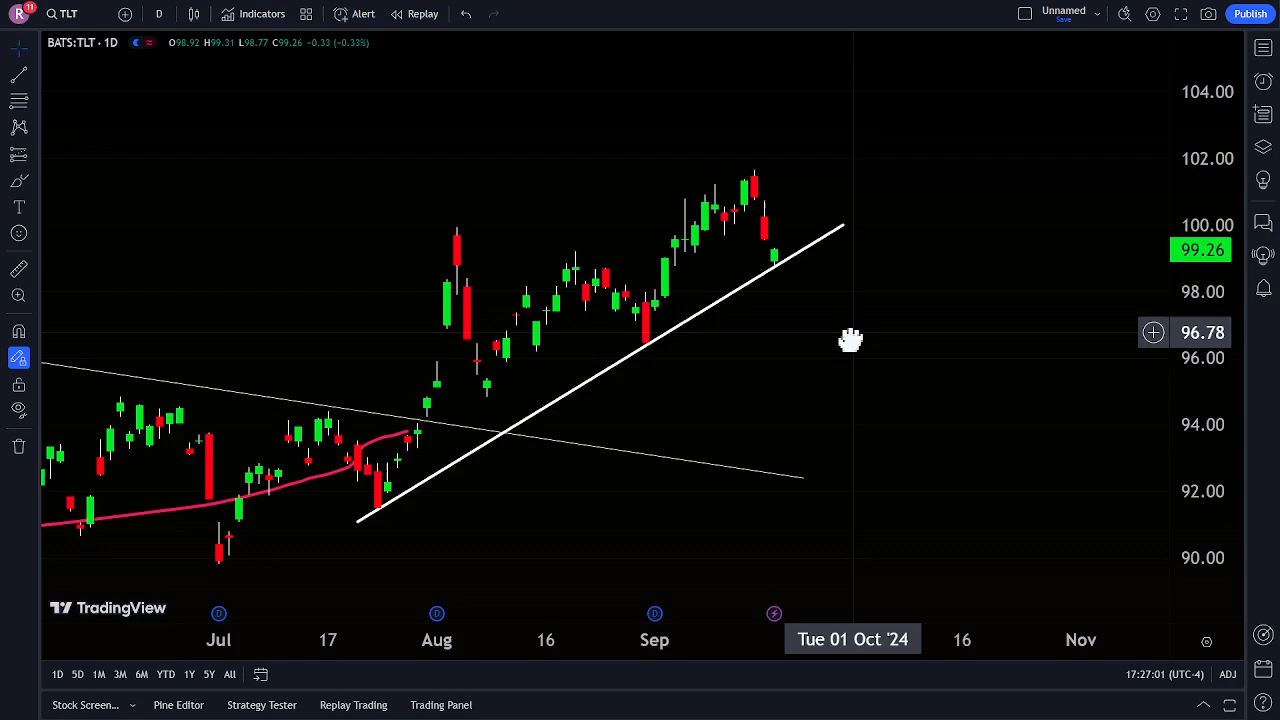 R 11 TLT D Indicators Alert Replay Unnamed Save Publish
BATS:TLT · 1D O98.92 H99.31 L98.77 C99.26 -0.33 (-0.33%)
104.00
102.00
100.00
99.26
98.00
96.78
96.00
94.00
92.00
90.00
TradingView
D D D
Jul 17 Aug 16 Sep Tue 01 Oct '24 16 Nov
1D 5D 1M 3M 6M YTD 1Y 5Y All 17:27:01 (UTC-4) ADJ
Stock Screen... Pine Editor Strategy Tester Replay Trading Trading Panel